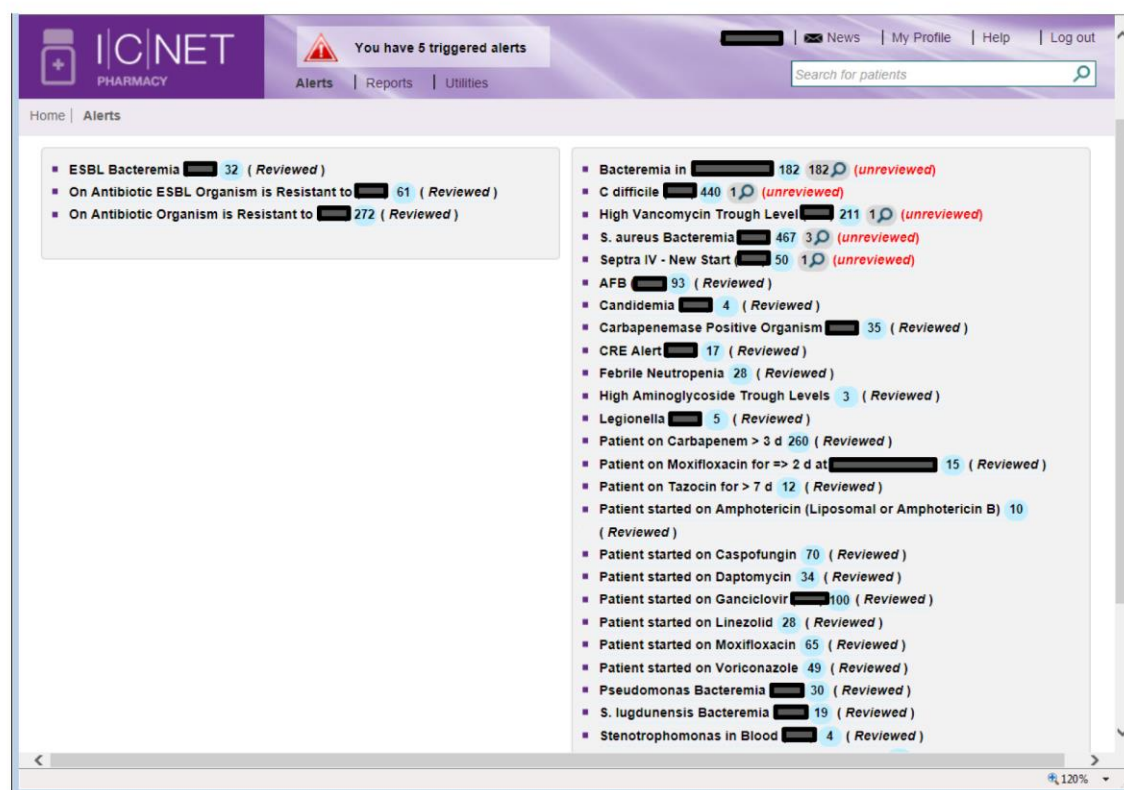 I|C|NET
PHARMACY
You have 5 triggered alerts
Alerts | Reports | Utilities
| News | My Profile | Help | Log out
Search for patients
Home | Alerts
ESBL Bacteremia 32 ( Reviewed )
On Antibiotic ESBL Organism is Resistant to 61 ( Reviewed )
On Antibiotic Organism is Resistant to 272 ( Reviewed )
Bacteremia in 182 182 (unreviewed)
C difficile 440 1 (unreviewed)
High Vancomycin Trough Level 211 1 (unreviewed)
S. aureus Bacteremia 467 3 (unreviewed)
Septra IV - New Start ( 50 1 (unreviewed)
AFB ( 93 ( Reviewed )
Candidemia 4 ( Reviewed )
Carbapenemase Positive Organism 35 ( Reviewed )
CRE Alert 17 ( Reviewed )
Febrile Neutropenia 28 ( Reviewed )
High Aminoglycoside Trough Levels 3 ( Reviewed )
Legionella 5 ( Reviewed )
Patient on Carbapenem > 3 d 260 ( Reviewed )
Patient on Moxifloxacin for => 2 d at 15 ( Reviewed )
Patient on Tazocin for > 7 d 12 ( Reviewed )
Patient started on Amphotericin (Liposomal or Amphotericin B) 10
( Reviewed )
Patient started on Caspofungin 70 ( Reviewed )
Patient started on Daptomycin 34 ( Reviewed )
Patient started on Ganciclovir 100 ( Reviewed )
Patient started on Linezolid 28 ( Reviewed )
Patient started on Moxifloxacin 65 ( Reviewed )
Patient started on Voriconazole 49 ( Reviewed )
Pseudomonas Bacteremia 30 ( Reviewed )
S. lugdunensis Bacteremia 19 ( Reviewed )
Stenotrophomonas in Blood 4 ( Reviewed )
120%